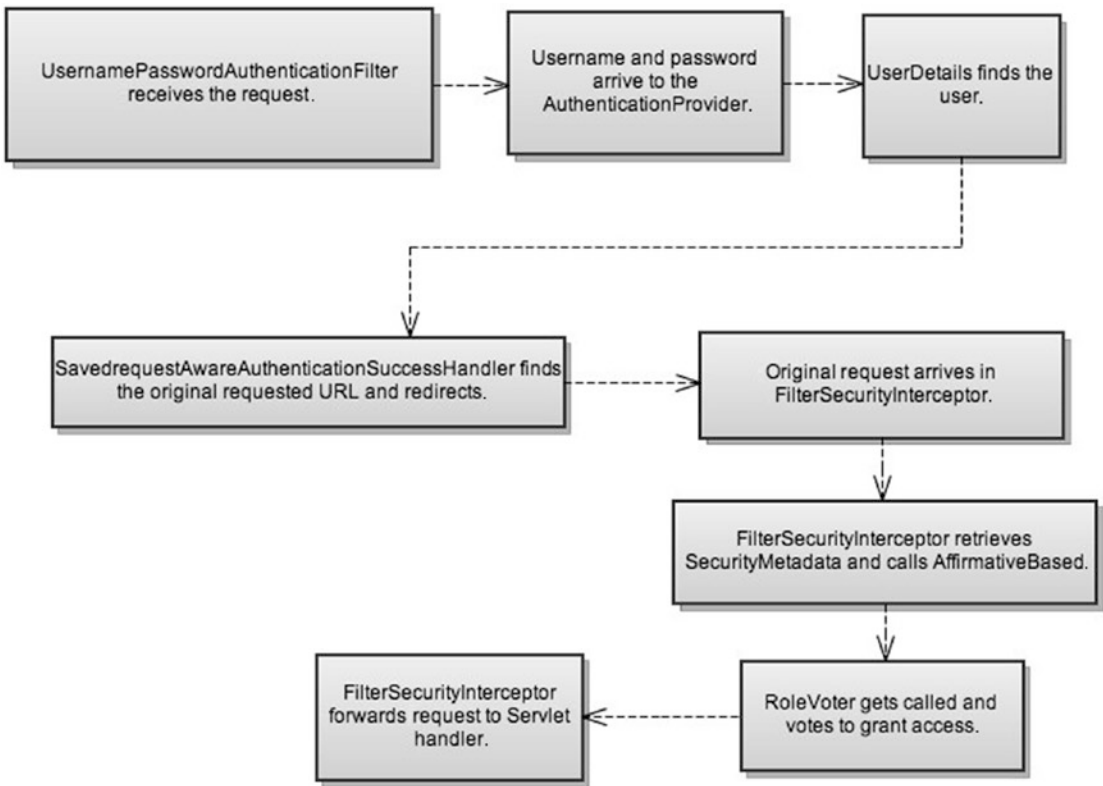 UsernamePasswordAuthenticationFilter
receives the request.
Username and password
arrive to the
AuthenticationProvider.
UserDetails finds the
user.
SavedrequestAwareAuthenticationSuccessHandler finds
the original requested URL and redirects.
Original request arrives in
FilterSecurityInterceptor.
FilterSecurityInterceptor retrieves
SecurityMetadata and calls AffirmativeBased.
RoleVoter gets called and
votes to grant access.
FilterSecurityInterceptor
forwards request to Servlet
handler.